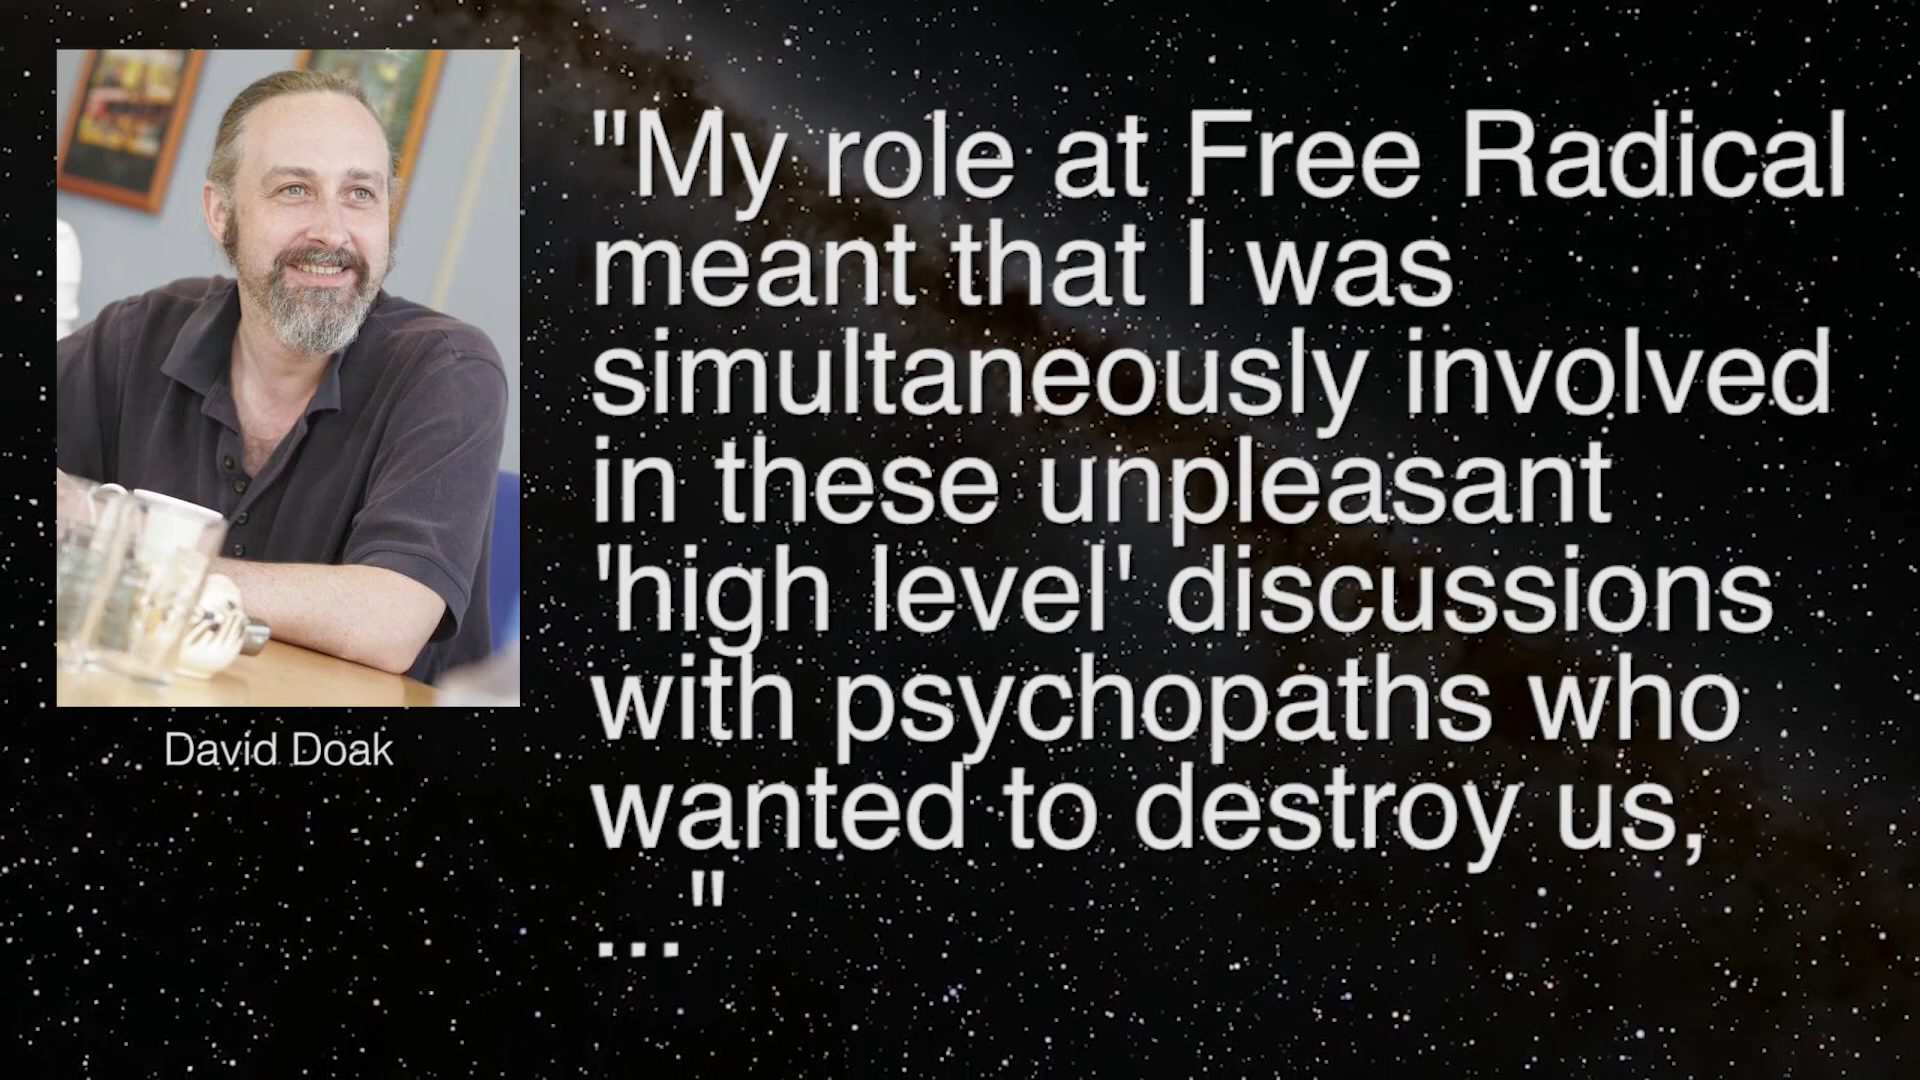 "My role at Free Radical
meant that I was
simultaneously involved
in these unpleasant
'high level' discussions
with psychopaths who
wanted to destroy us,
..."
David Doak